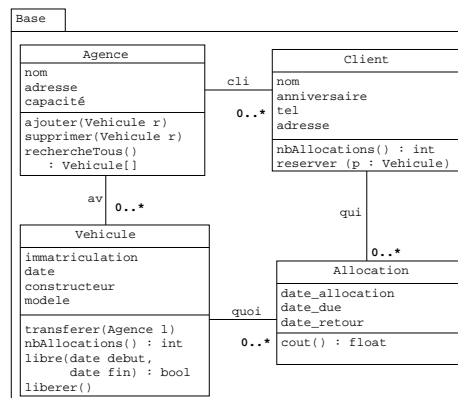 Base
Agence
nom
adresse
capacité
ajouter(Vehicule r)
supprimer(Vehicule r)
rechercheTous()
: Vehicule[]
cli
0..*
Client
nom
anniversaire
tel
adresse
nbAllocations() : int
reserver (p : Vehicule)
av
0..*
qui
0..*
Vehicule
immatriculation
date
constructeur
modele
transferer(Agence l)
nbAllocations() : int
libre(date debut,
date fin) : bool
liberer()
quoi
0..*
Allocation
date_allocation
date_due
date_retour
cout() : float